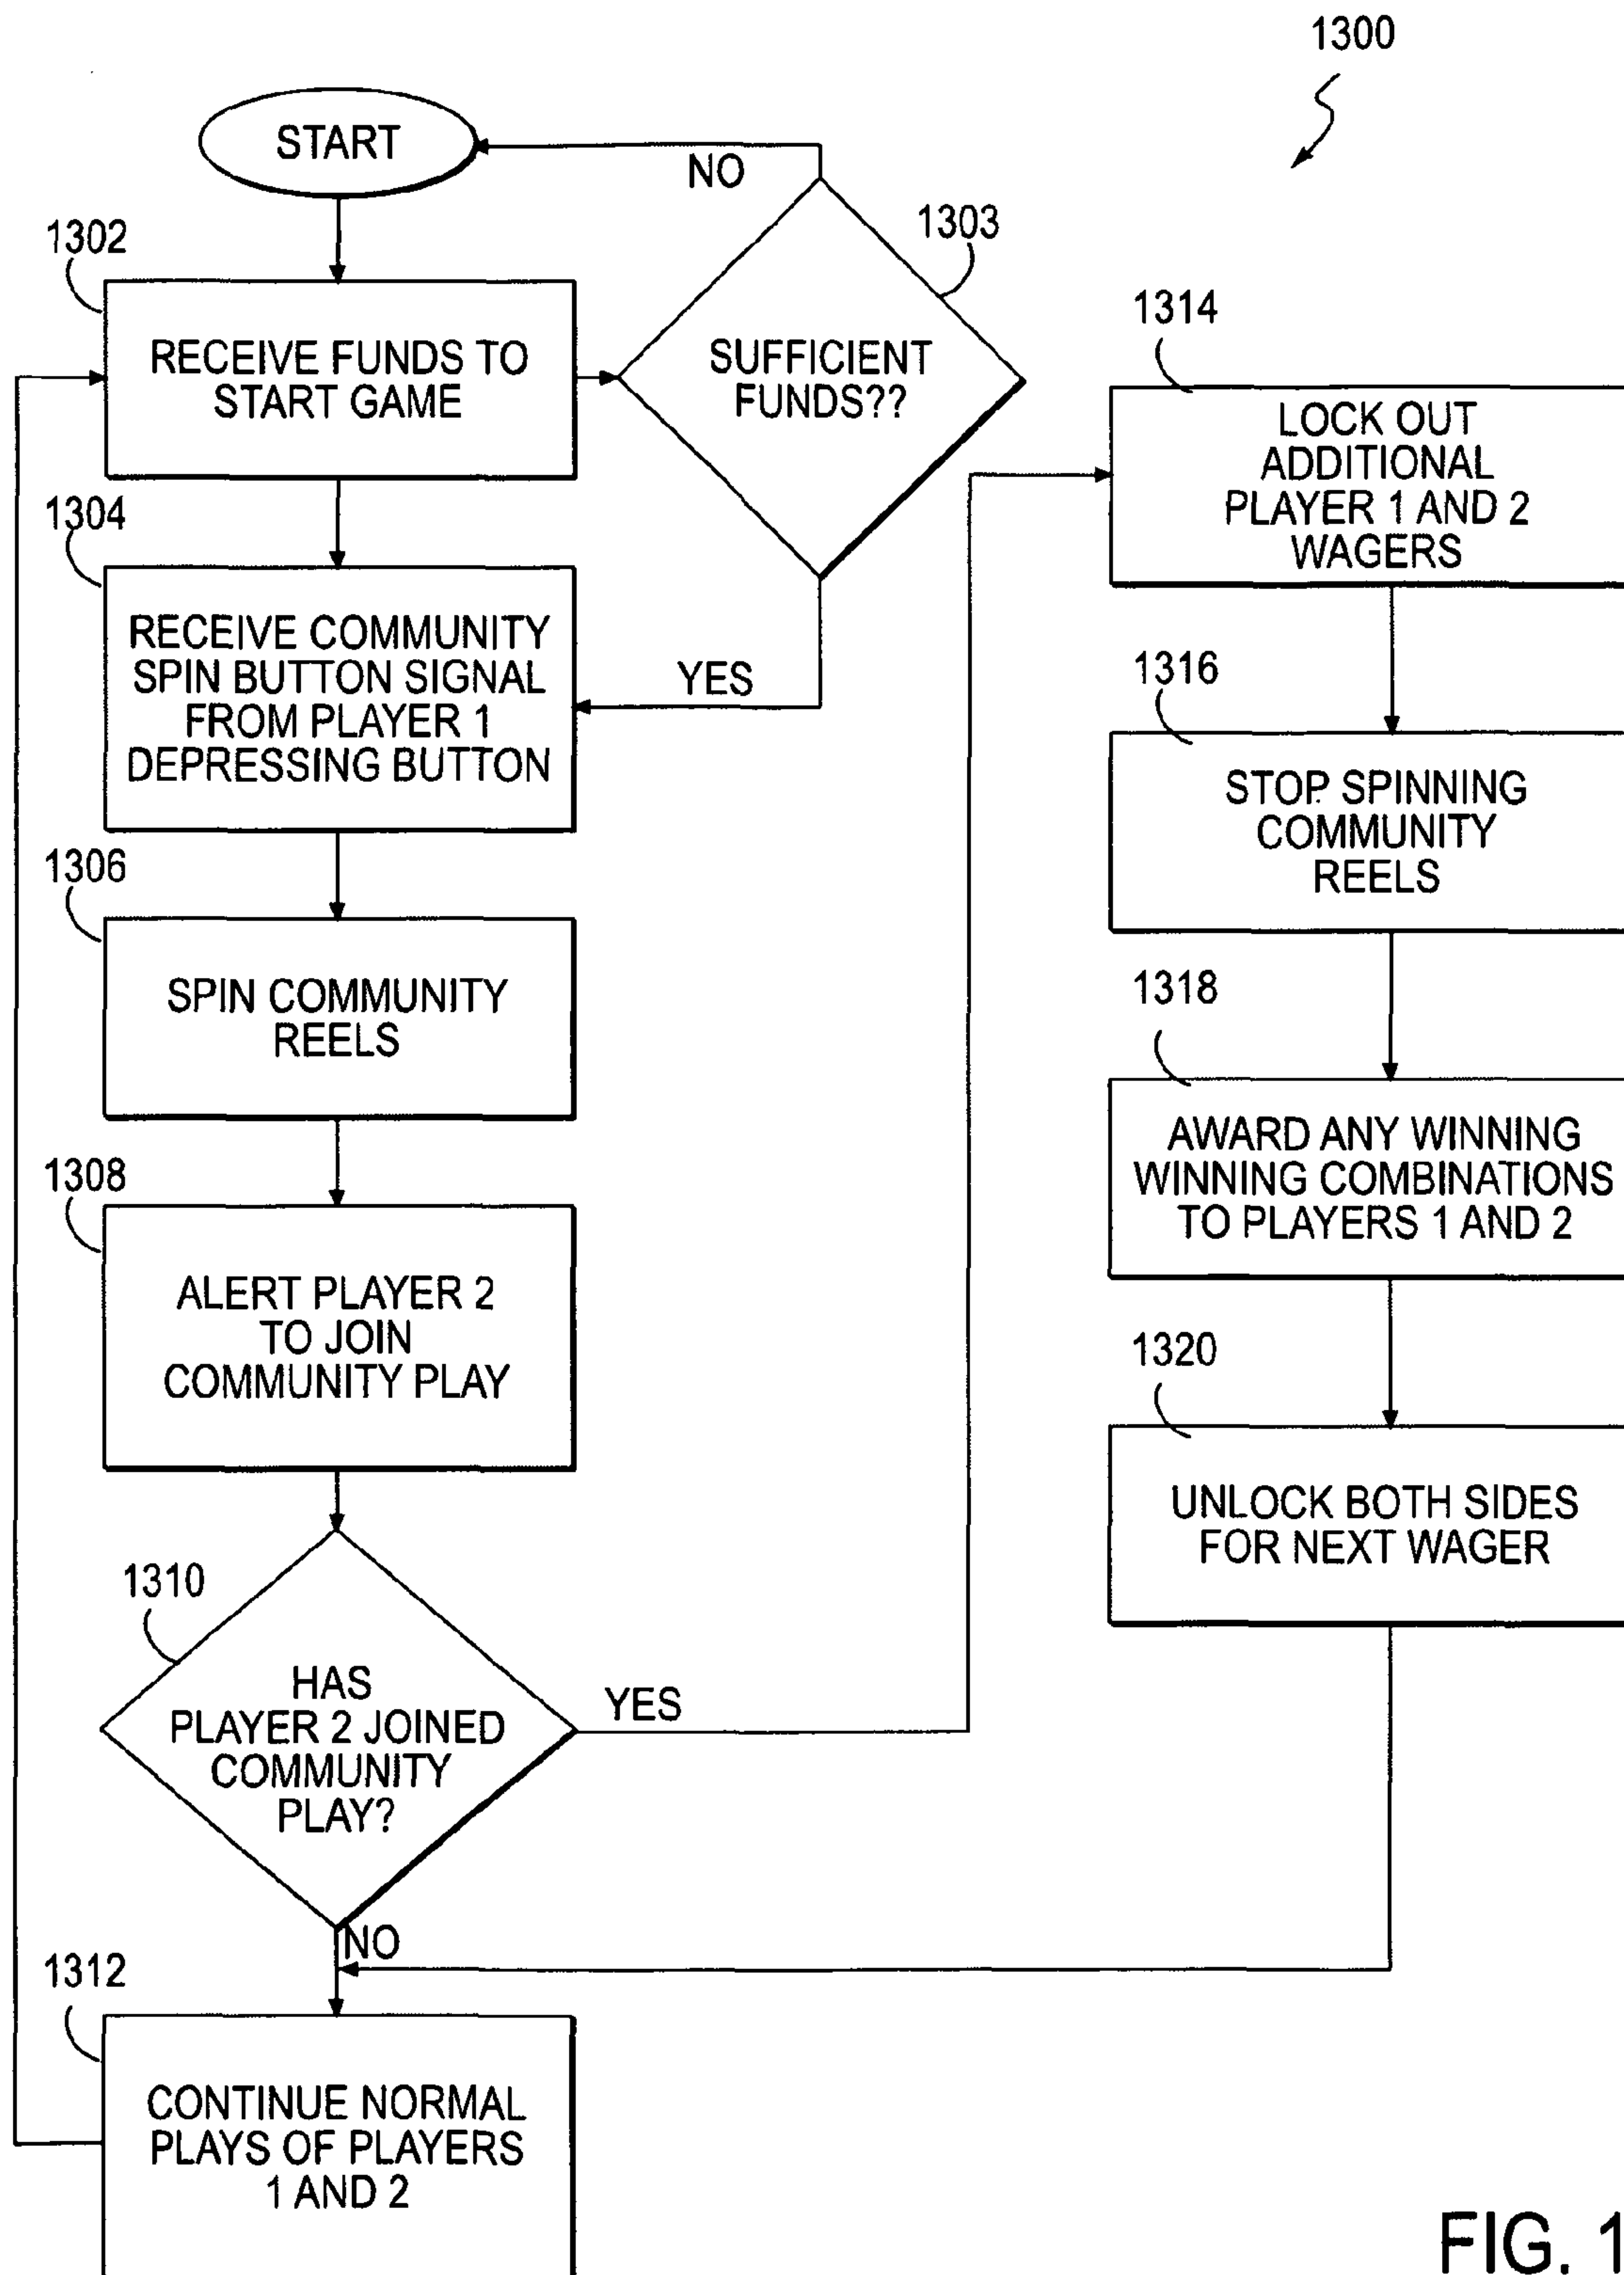 1300
START
NO
1302
1303
RECEIVE FUNDS TO
START GAME
SUFFICIENT
FUNDS??
1304
RECEIVE COMMUNITY
SPIN BUTTON SIGNAL
FROM PLAYER 1
DEPRESSING BUTTON
YES
1306
SPIN COMMUNITY
REELS
1308
ALERT PLAYER 2
TO JOIN
COMMUNITY PLAY
1310
HAS
PLAYER 2 JOINED
COMMUNITY
PLAY?
YES
NO
1312
CONTINUE NORMAL
PLAYS OF PLAYERS
1 AND 2
1314
LOCK OUT
ADDITIONAL
PLAYER 1 AND 2
WAGERS
1316
STOP SPINNING
COMMUNITY
REELS
1318
AWARD ANY WINNING
WINNING COMBINATIONS
TO PLAYERS 1 AND 2
1320
UNLOCK BOTH SIDES
FOR NEXT WAGER
FIG. 1